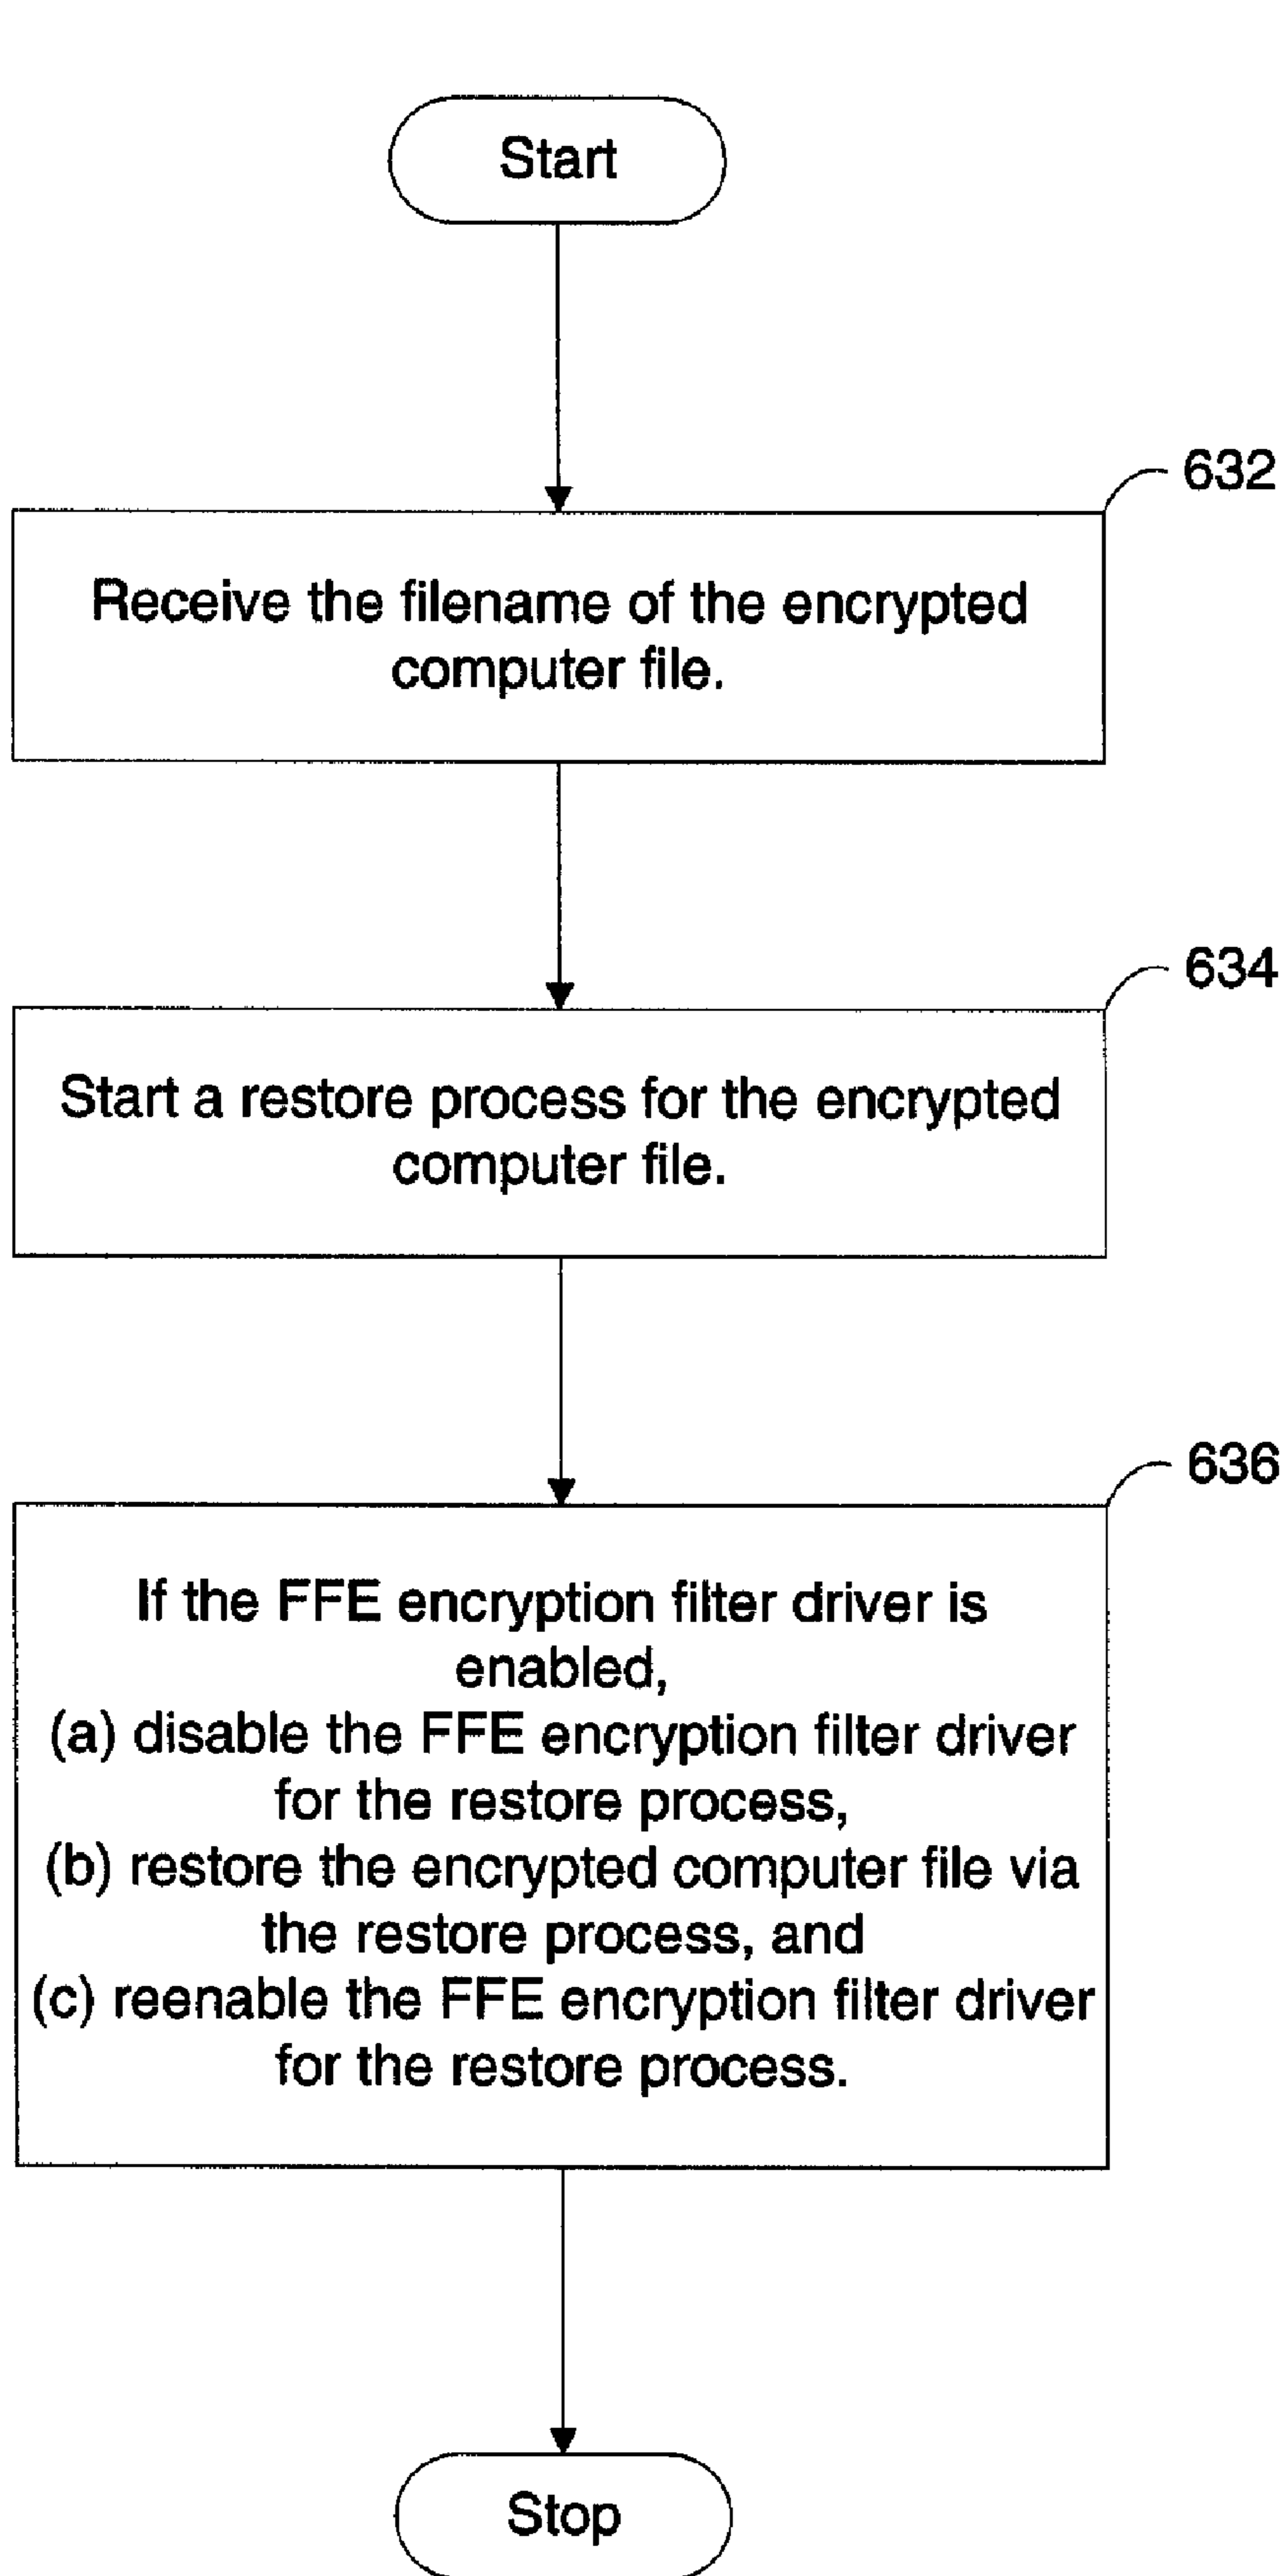 Start
632
Receive the filename of the encrypted
computer file.
634
Start a restore process for the encrypted
computer file.
636
If the FFE encryption filter driver is
enabled,
(a) disable the FFE encryption filter driver
for the restore process,
(b) restore the encrypted computer file via
the restore process, and
(c) reenable the FFE encryption filter driver
for the restore process.
Stop